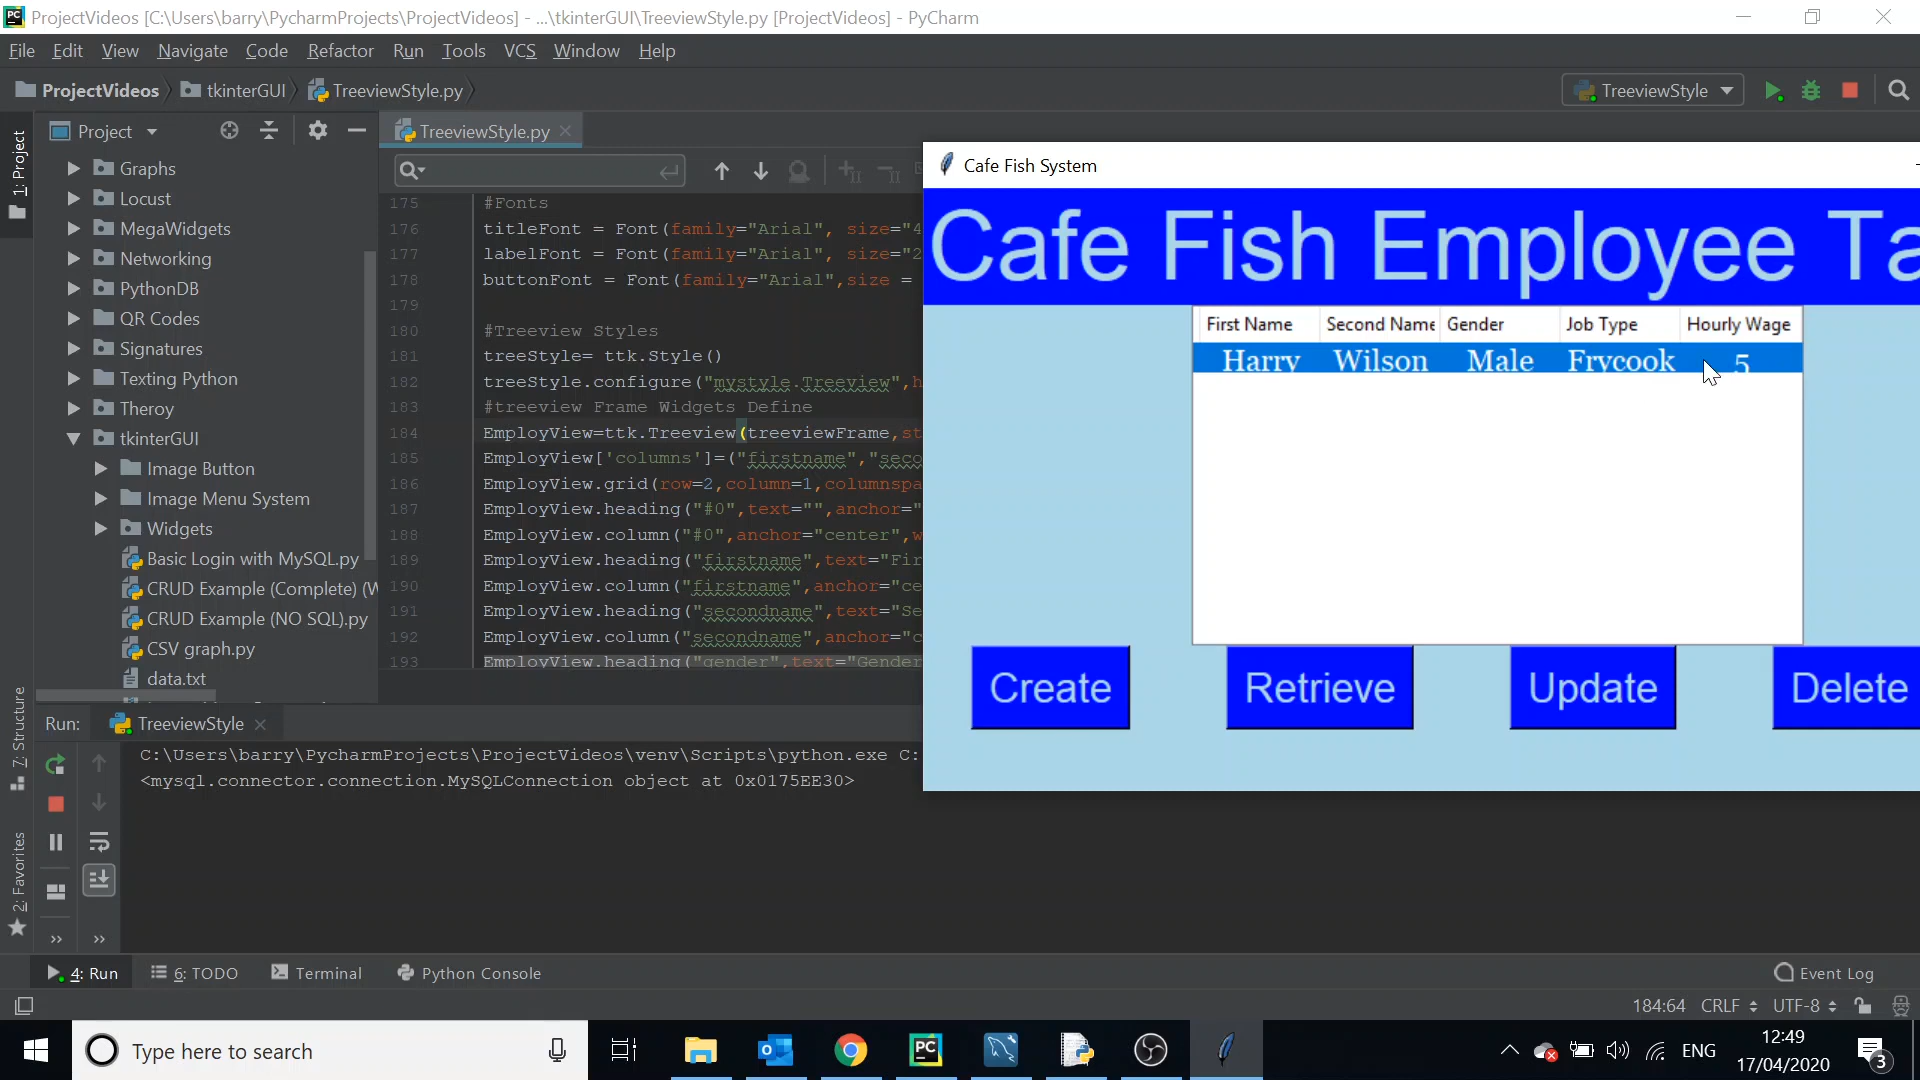 ProjectVideos [C:\Users\barry\PycharmProjects\ProjectVideos] - ...\tkinterGUI\TreeviewStyle.py [ProjectVideos] - PyCharm
File Edit View Navigate Code Refactor Run Tools VCS Window Help
ProjectVideos tkinterGUI TreeviewStyle.py
TreeviewStyle
1: Project
Project
Graphs
Locust
MegaWidgets
Networking
PythonDB
QR Codes
Signatures
Texting Python
Theroy
tkinterGUI
Image Button
Image Menu System
Widgets
Basic Login with MySQL.py
CRUD Example (Complete) (W
CRUD Example (NO SQL).py
CSV graph.py
data.txt
TreeviewStyle.py
175 #Fonts
176 titleFont = Font(family="Arial", size="4
177 labelFont = Font(family="Arial", size="2
178 buttonFont = Font(family="Arial",size =
179
180 #Treeview Styles
181 treeStyle= ttk.Style()
182 treeStyle.configure("mystyle.Treeview",h
183 #treeview Frame Widgets Define
184 EmployView=ttk.Treeview(treeviewFrame,st
185 EmployView['columns']=("firstname","seco
186 EmployView.grid(row=2,column=1,columnspa
187 EmployView.heading("#0",text="",anchor="
188 EmployView.column("#0",anchor="center",w
189 EmployView.heading("firstname",text="Fir
190 EmployView.column("firstname",anchor="ce
191 EmployView.heading("secondname",text="Se
192 EmployView.column("secondname",anchor="c
193 EmployView.heading("gender",text="Gender
Cafe Fish System
Cafe Fish Employee Ta
First Name Second Name Gender Job Type Hourly Wage
Harry Wilson Male Frycook 5
Create Retrieve Update Delete
7: Structure
2: Favorites
Run: TreeviewStyle
C:\Users\barry\PycharmProjects\ProjectVideos\venv\Scripts\python.exe C:
<mysql.connector.connection.MySQLConnection object at 0x0175EE30>
4: Run 6: TODO Terminal Python Console Event Log
184:64 CRLF UTF-8
Type here to search
ENG
12:49
17/04/2020
3